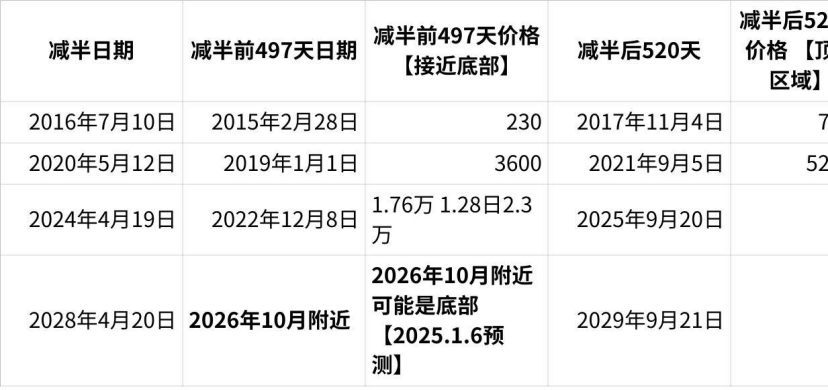 减半日期
减半前497天日期
减半前497天价格
【接近底部】
减半后520天
减半后52
价格 【顶
区域】
2016年7月10日
2015年2月28日
230
2017年11月4日
7
2020年5月12日
2019年1月1日
3600
2021年9月5日
52
2024年4月19日
2022年12月8日
1.76万 1.28日2.3
万
2025年9月20日
2028年4月20日
2026年10月附近
2026年10月附近
可能是底部
【2025.1.6预
测】
2029年9月21日